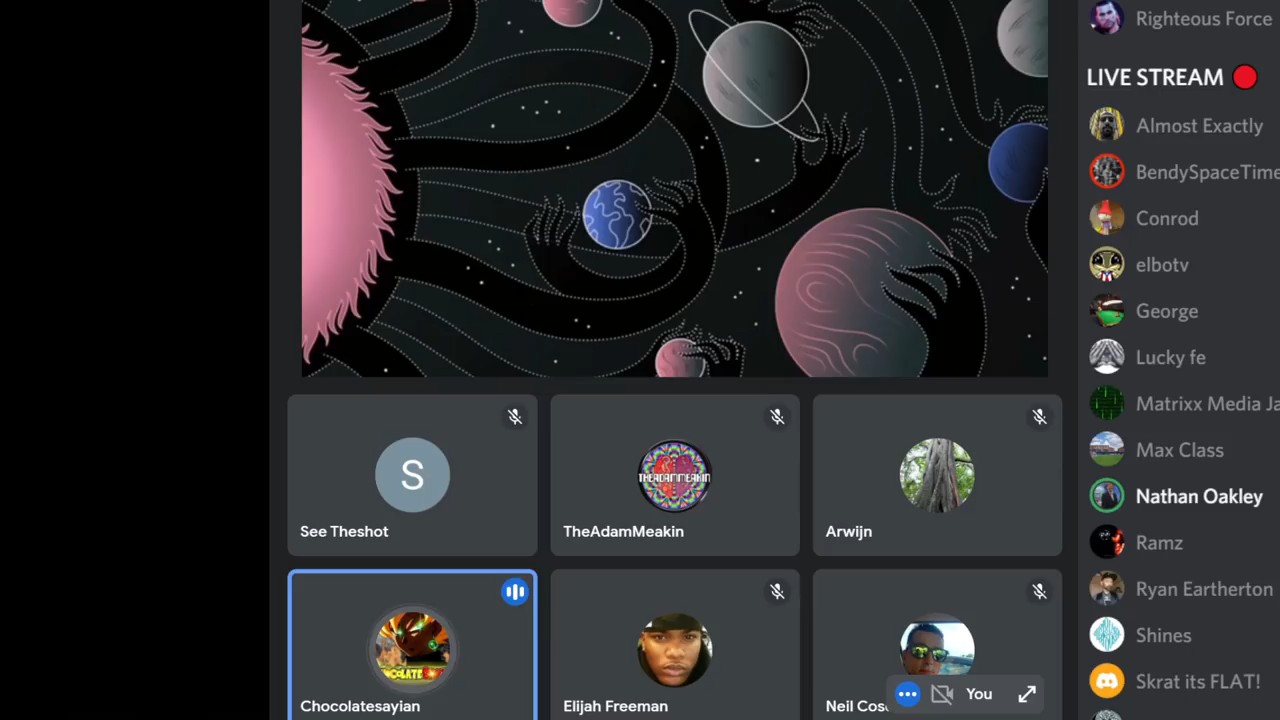 Righteous Force
LIVE STREAM
Almost Exactly
BendySpaceTime
Conrod
elbotv
George
Lucky fe
Matrixx Media Ja
Max Class
Nathan Oakley
Ramz
Ryan Eartherton
Shines
Skrat its FLAT!
S
See Theshot
THEADAMMEAKIN
TheAdamMeakin
Arwijn
Chocolatesayian
Elijah Freeman
Neil Cos
You